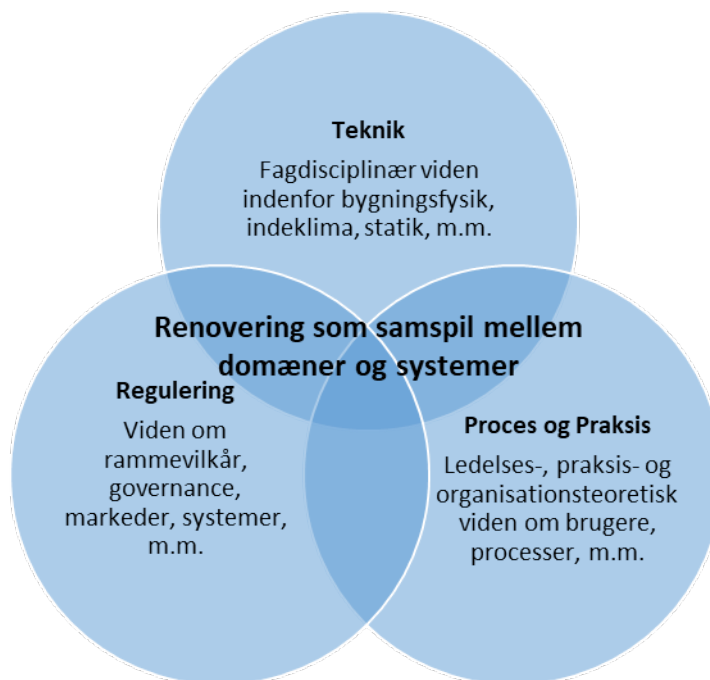 Teknik
Fagdisciplinær viden
indenfor bygningsfysik,
indeklima, statik, m.m.
Renovering som samspil mellem
domæner og systemer
Regulering
Viden om
rammevilkår,
governance,
markeder, systemer,
m.m.
Proces og Praksis
Ledelses-, praksis- og
organisationsteoretisk
viden om brugere,
processer, m.m.